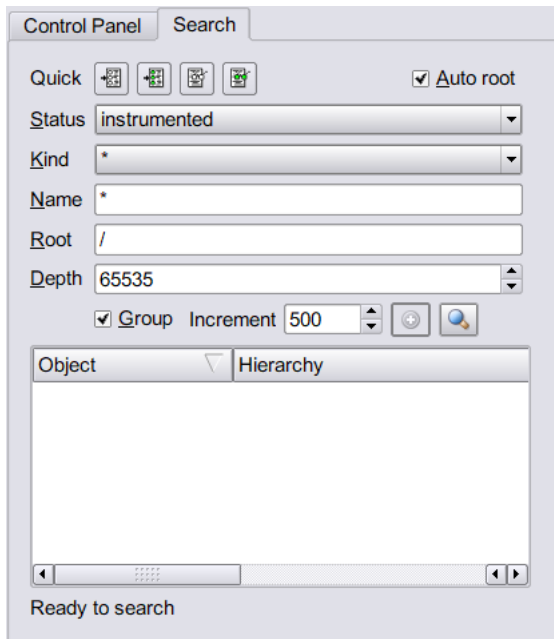 Control Panel Search
Quick Auto root
Status instrumented
Kind *
Name *
Root /
Depth 65535
Group Increment 500
Object Hierarchy
Ready to search